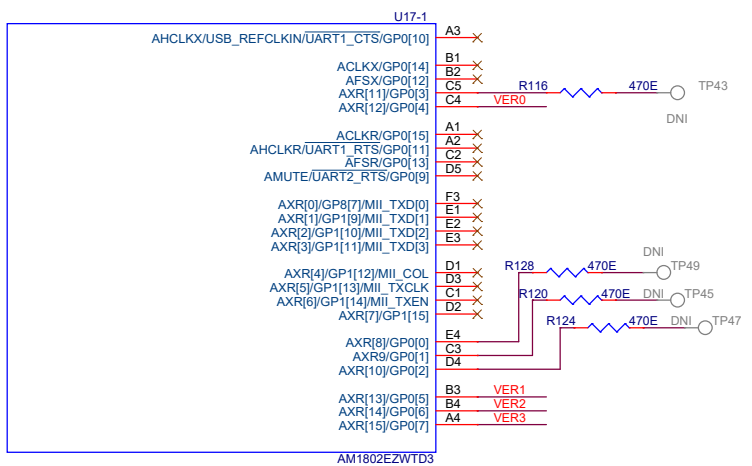 U17-1
AHCLKX/USB_REFCLKIN/UART1_CTS/GP0[10] A3
ACLKX/GP0[14] B1
AFSX/GP0[12] B2
AXR[11]/GP0[3] C5 R116 470E TP43
AXR[12]/GP0[4] C4 VER0
DNI
ACLKR/GP0[15] A1
AHCLKR/UART1_RTS/GP0[11] A2
AFSR/GP0[13] C2
AMUTE/UART2_RTS/GP0[9] D5
AXR[0]/GP8[7]/MII_TXD[0] F3
AXR[1]/GP1[9]/MII_TXD[1] E1
AXR[2]/GP1[10]/MII_TXD[2] E2
AXR[3]/GP1[11]/MII_TXD[3] E3
DNI
AXR[4]/GP1[12]/MII_COL D1 R128 470E TP49
AXR[5]/GP1[13]/MII_TXCLK D3
AXR[6]/GP1[14]/MII_TXEN C1 R120 470E DNI TP45
AXR[7]/GP1[15] D2
R124 470E DNI TP47
AXR[8]/GP0[0] E4
AXR9/GP0[1] C3
AXR[10]/GP0[2] D4
AXR[13]/GP0[5] B3 VER1
AXR[14]/GP0[6] B4 VER2
AXR[15]/GP0[7] A4 VER3
AM1802EZWTD3